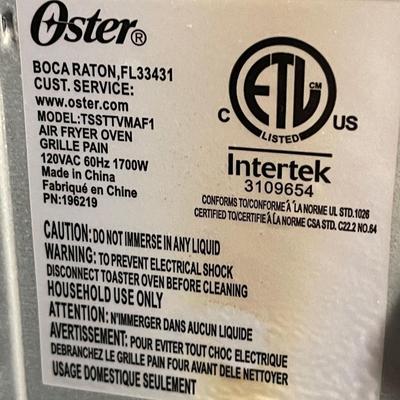 Oster®
BOCA RATON,FL33431
CUST. SERVICE:
www.oster.com
MODEL:TSSTTVMAF1
AIR FRYER OVEN
GRILLE PAIN
120VAC 60Hz 1700W
Made in China
Fabriqué en Chine
PN:196219
C ETL CM US
LISTED
Intertek
3109654
CONFORMS TO/CONFORME À LA NORME UL STD.1026
CERTIFIED TO/CERTIFIÉ À LA NORME CSA STD. C22.2 NO.64
CAUTION: DO NOT IMMERSE IN ANY LIQUID
WARNING: TO PREVENT ELECTRICAL SHOCK
DISCONNECT TOASTER OVEN BEFORE CLEANING
HOUSEHOLD USE ONLY
ATTENTION: N'IMMERGER DANS AUCUN LIQUIDE
AVERTISSEMENT: POUR EVITER TOUT CHOC ELECTRIQUE
DEBRANCHEZ LE GRILLE PAIN FOUR AVANT DELE NETTOYER
USAGE DOMESTIQUE SEULEMENT